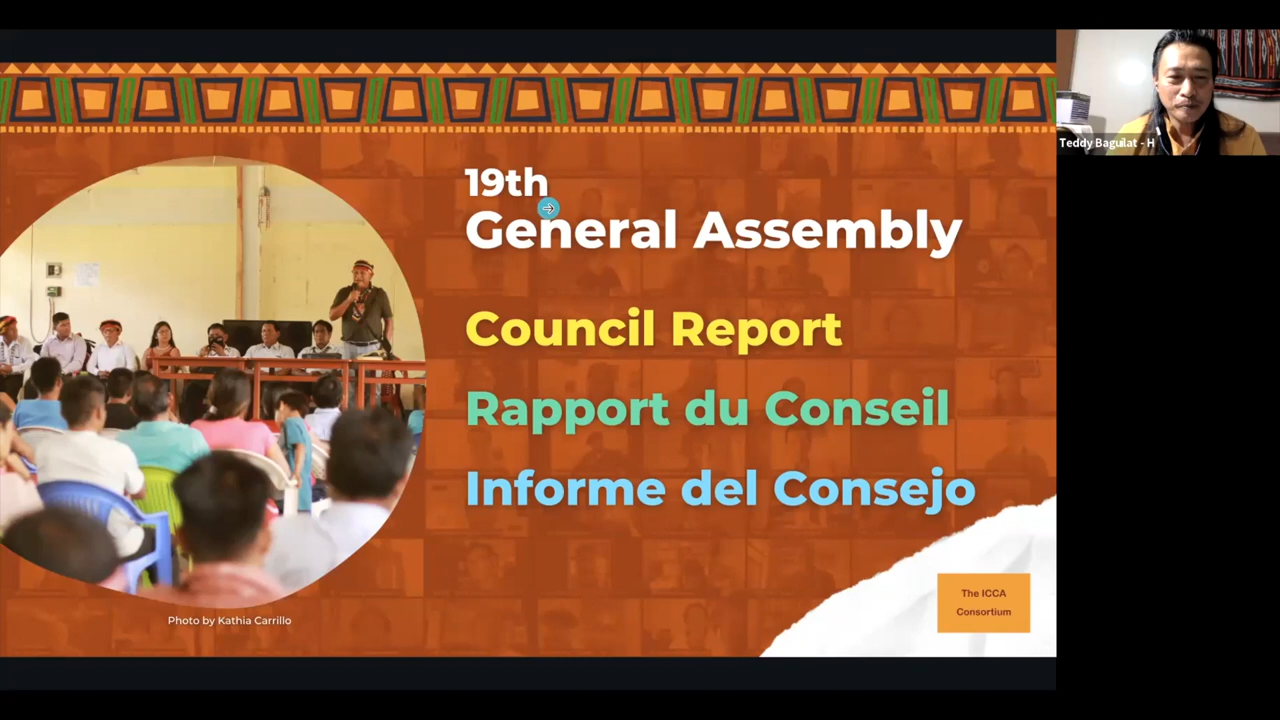 19th
General Assembly
Council Report
Rapport du Conseil
Informe del Consejo
The ICCA
Consortium
Photo by Kathia Carrillo
Teddy Baguilat - H